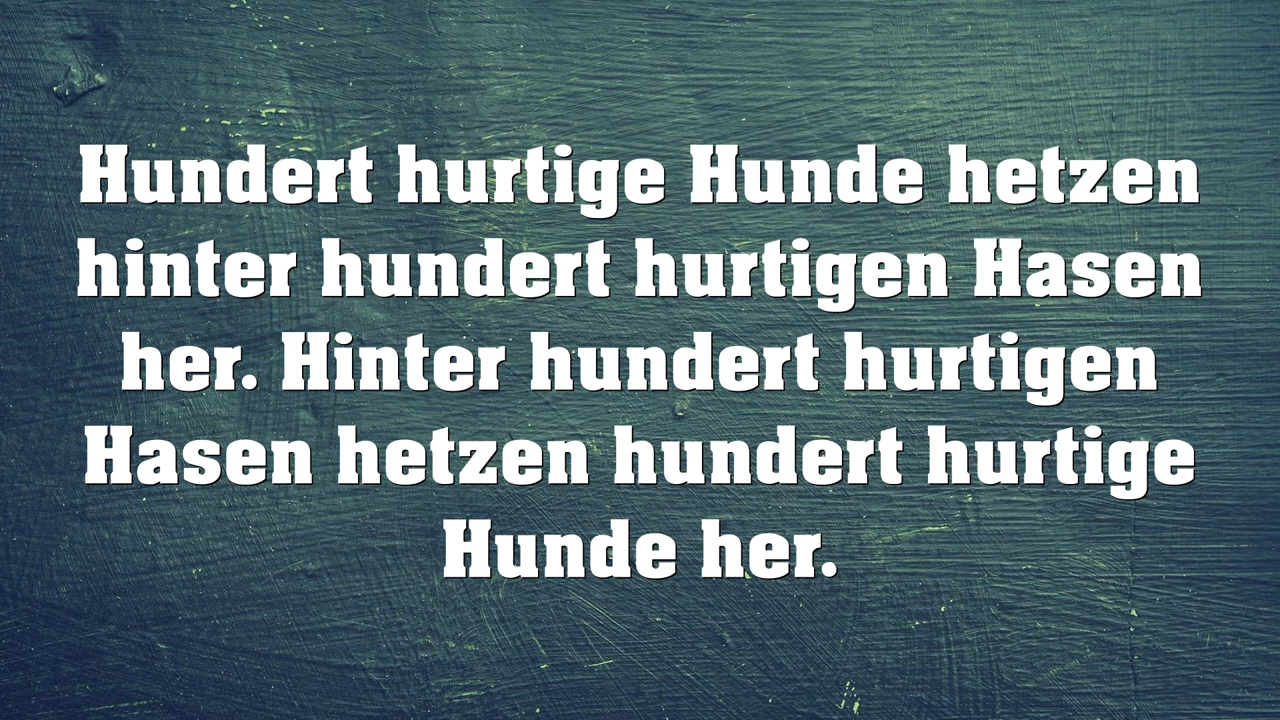 Hundert hurtige Hunde hetzen
hinter hundert hurtigen Hasen
her. Hinter hundert hurtigen
Hasen hetzen hundert hurtige
Hunde her.